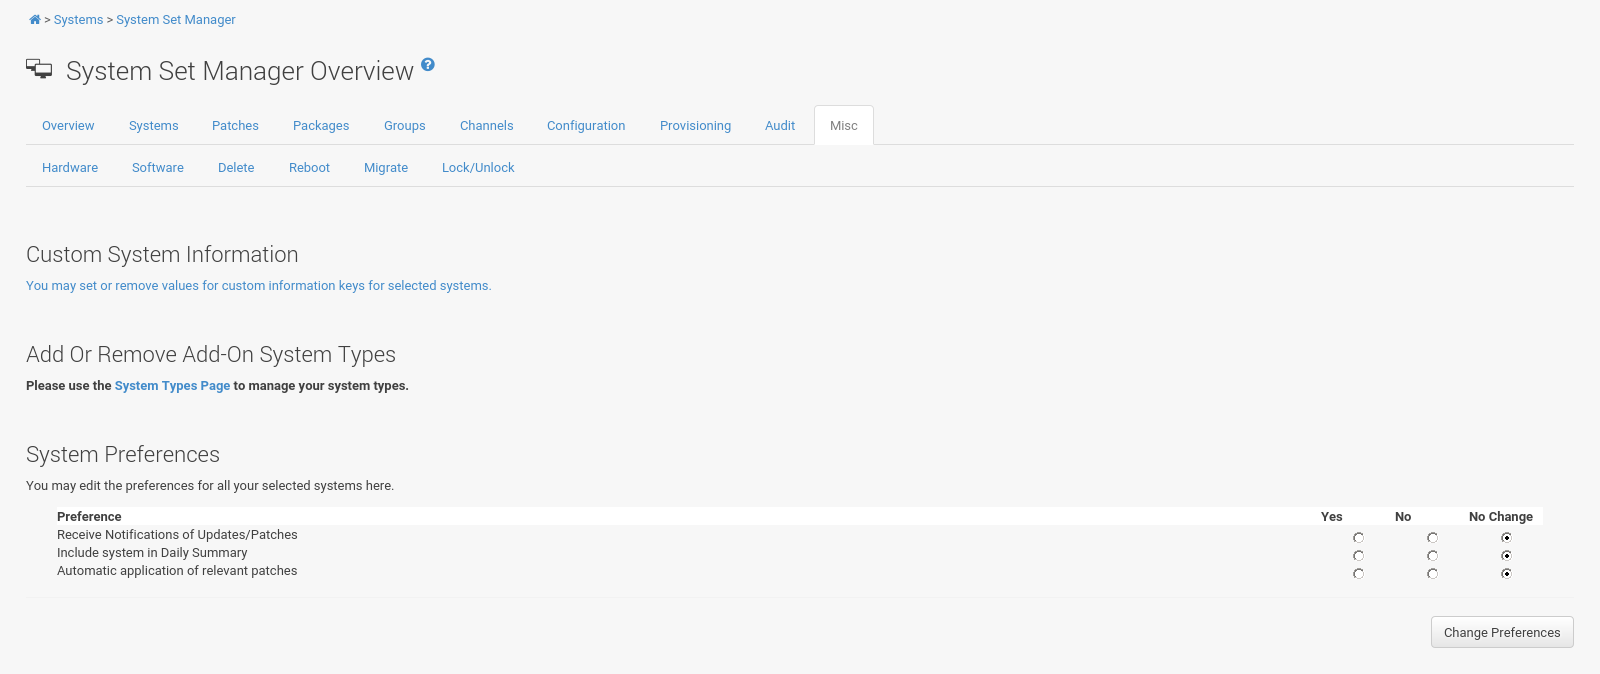 > Systems > System Set Manager
System Set Manager Overview ?
Overview Systems Patches Packages Groups Channels Configuration Provisioning Audit Misc
Hardware Software Delete Reboot Migrate Lock/Unlock
Custom System Information
You may set or remove values for custom information keys for selected systems.
Add Or Remove Add-On System Types
Please use the System Types Page to manage your system types.
System Preferences
You may edit the preferences for all your selected systems here.
Preference Yes No No Change
Receive Notifications of Updates/Patches
Include system in Daily Summary
Automatic application of relevant patches
Change Preferences